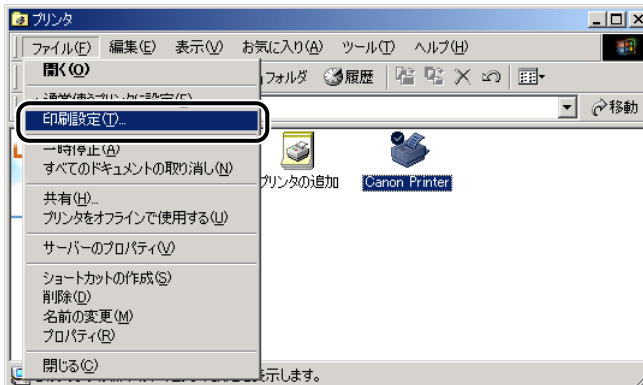 プリンタ
ファイル(F) 編集(E) 表示(V) お気に入り(A) ツール(T) ヘルプ(H)
開く(O)
フォルダ 履歴
印刷設定(T)...
移動
一時停止(A)
すべてのドキュメントの取り消し(N)
プリンタの追加 Canon Printer
共有(H)...
プリンタをオフラインで使用する(U)
サーバーのプロパティ(V)
ショートカットの作成(S)
削除(D)
名前の変更(M)
プロパティ(R)
閉じる(C)
示します。